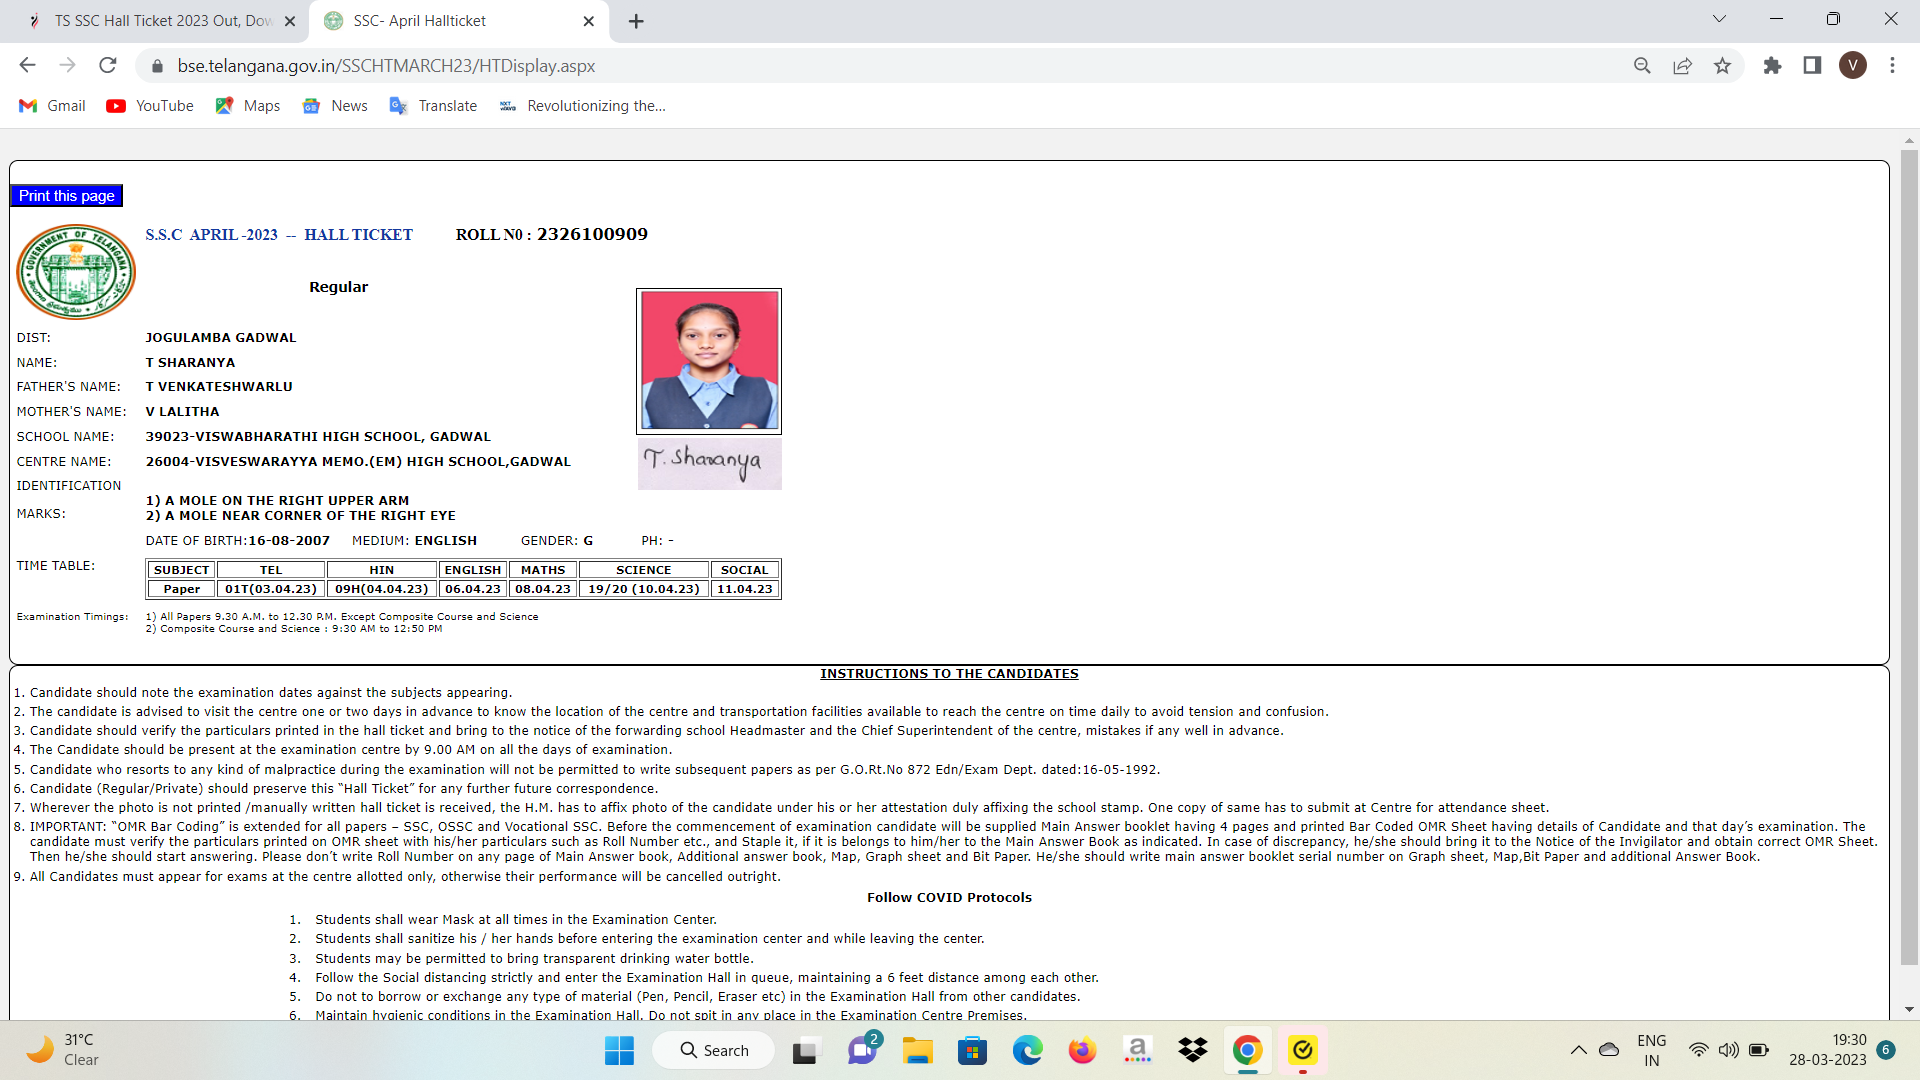 TS SSC Hall Ticket 2023 Out, Dow
SSC- April Hallticket
bse.telangana.gov.in/SSCHTMARCH23/HTDisplay.aspx
V
Gmail YouTube Maps News Translate Revolutionizing the...
Print this page
GOVERNMENT OF TELANGANA
S.S.C APRIL -2023 -- HALL TICKET ROLL N0 : 2326100909
Regular
DIST: JOGULAMBA GADWAL
NAME: T SHARANYA
FATHER'S NAME: T VENKATESHWARLU
MOTHER'S NAME: V LALITHA
SCHOOL NAME: 39023-VISWABHARATHI HIGH SCHOOL, GADWAL
CENTRE NAME: 26004-VISVESWARAYYA MEMO.(EM) HIGH SCHOOL,GADWAL
T. Sharanya
IDENTIFICATION
MARKS:
1) A MOLE ON THE RIGHT UPPER ARM
2) A MOLE NEAR CORNER OF THE RIGHT EYE
DATE OF BIRTH:16-08-2007 MEDIUM: ENGLISH GENDER: G PH: -
TIME TABLE:
SUBJECT TEL HIN ENGLISH MATHS SCIENCE SOCIAL
Paper 01T(03.04.23) 09H(04.04.23) 06.04.23 08.04.23 19/20 (10.04.23) 11.04.23
Examination Timings: 1) All Papers 9.30 A.M. to 12.30 P.M. Except Composite Course and Science
2) Composite Course and Science : 9:30 AM to 12:50 PM
INSTRUCTIONS TO THE CANDIDATES
1. Candidate should note the examination dates against the subjects appearing.
2. The candidate is advised to visit the centre one or two days in advance to know the location of the centre and transportation facilities available to reach the centre on time daily to avoid tension and confusion.
3. Candidate should verify the particulars printed in the hall ticket and bring to the notice of the forwarding school Headmaster and the Chief Superintendent of the centre, mistakes if any well in advance.
4. The Candidate should be present at the examination centre by 9.00 AM on all the days of examination.
5. Candidate who resorts to any kind of malpractice during the examination will not be permitted to write subsequent papers as per G.O.Rt.No 872 Edn/Exam Dept. dated:16-05-1992.
6. Candidate (Regular/Private) should preserve this “Hall Ticket” for any further future correspondence.
7. Wherever the photo is not printed /manually written hall ticket is received, the H.M. has to affix photo of the candidate under his or her attestation duly affixing the school stamp. One copy of same has to submit at Centre for attendance sheet.
8. IMPORTANT: “OMR Bar Coding” is extended for all papers – SSC, OSSC and Vocational SSC. Before the commencement of examination candidate will be supplied Main Answer booklet having 4 pages and printed Bar Coded OMR Sheet having details of Candidate and that day’s examination. The
candidate must verify the particulars printed on OMR sheet with his/her particulars such as Roll Number etc., and Staple it, if it is belongs to him/her to the Main Answer Book as indicated. In case of discrepancy, he/she should bring it to the Notice of the Invigilator and obtain correct OMR Sheet.
Then he/she should start answering. Please don’t write Roll Number on any page of Main Answer book, Additional answer book, Map, Graph sheet and Bit Paper. He/she should write main answer booklet serial number on Graph sheet, Map,Bit Paper and additional Answer Book.
9. All Candidates must appear for exams at the centre allotted only, otherwise their performance will be cancelled outright.
Follow COVID Protocols
1. Students shall wear Mask at all times in the Examination Center.
2. Students shall sanitize his / her hands before entering the examination center and while leaving the center.
3. Students may be permitted to bring transparent drinking water bottle.
4. Follow the Social distancing strictly and enter the Examination Hall in queue, maintaining a 6 feet distance among each other.
5. Do not to borrow or exchange any type of material (Pen, Pencil, Eraser etc) in the Examination Hall from other candidates.
6. Maintain hygienic conditions in the Examination Hall. Do not spit in any place in the Examination Centre Premises.
31°C
Clear
Search
2
a
ENG
IN
19:30
28-03-2023
6